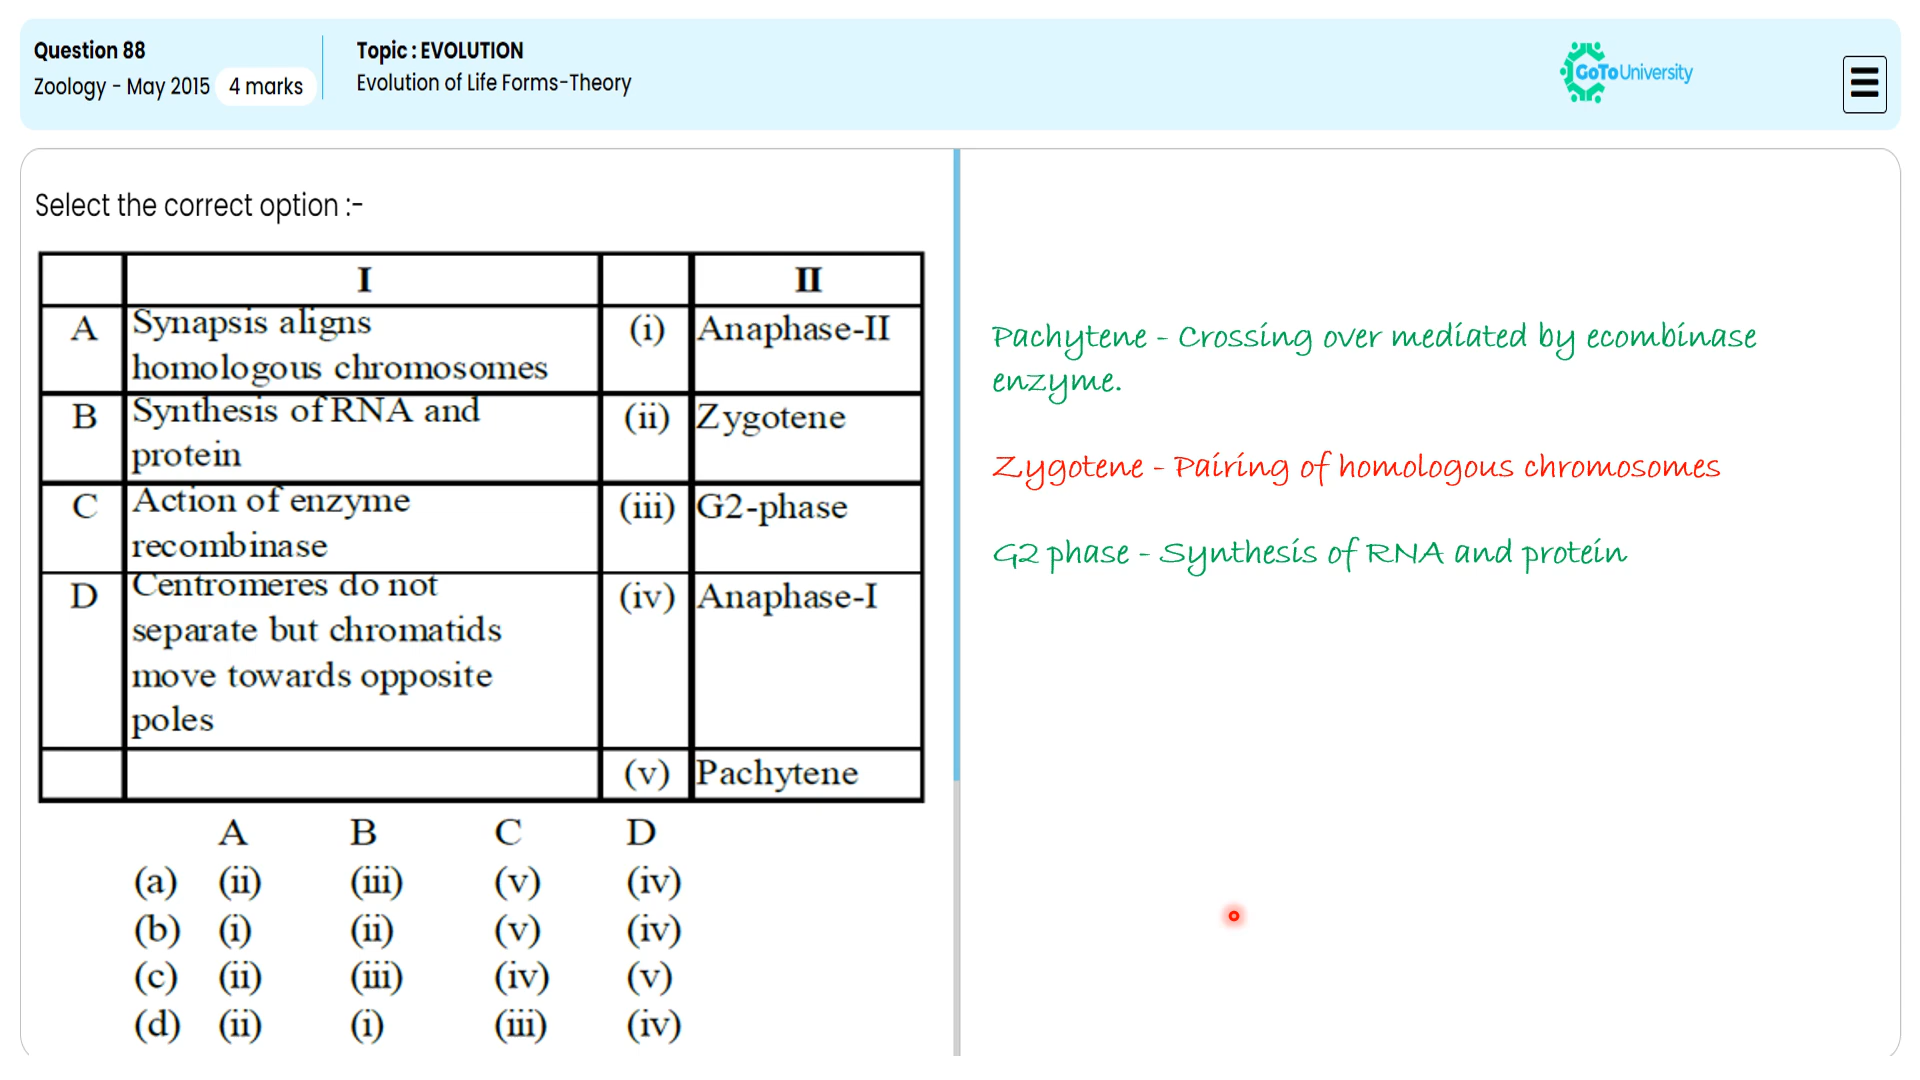 Question 88
Zoology - May 2015 4 marks
Topic : EVOLUTION
Evolution of Life Forms-Theory
GoToUniversity
Select the correct option :-
I II
A Synapsis aligns homologous chromosomes (i) Anaphase-II
B Synthesis of RNA and protein (ii) Zygotene
C Action of enzyme recombinase (iii) G2-phase
D Centromeres do not separate but chromatids move towards opposite poles (iv) Anaphase-I
(v) Pachytene
A B C D
(a) (ii) (iii) (v) (iv)
(b) (i) (ii) (v) (iv)
(c) (ii) (iii) (iv) (v)
(d) (ii) (i) (iii) (iv)
Pachytene - Crossing over mediated by ecombinase
enzyme.
Zygotene - Pairing of homologous chromosomes
G2 phase - Synthesis of RNA and protein